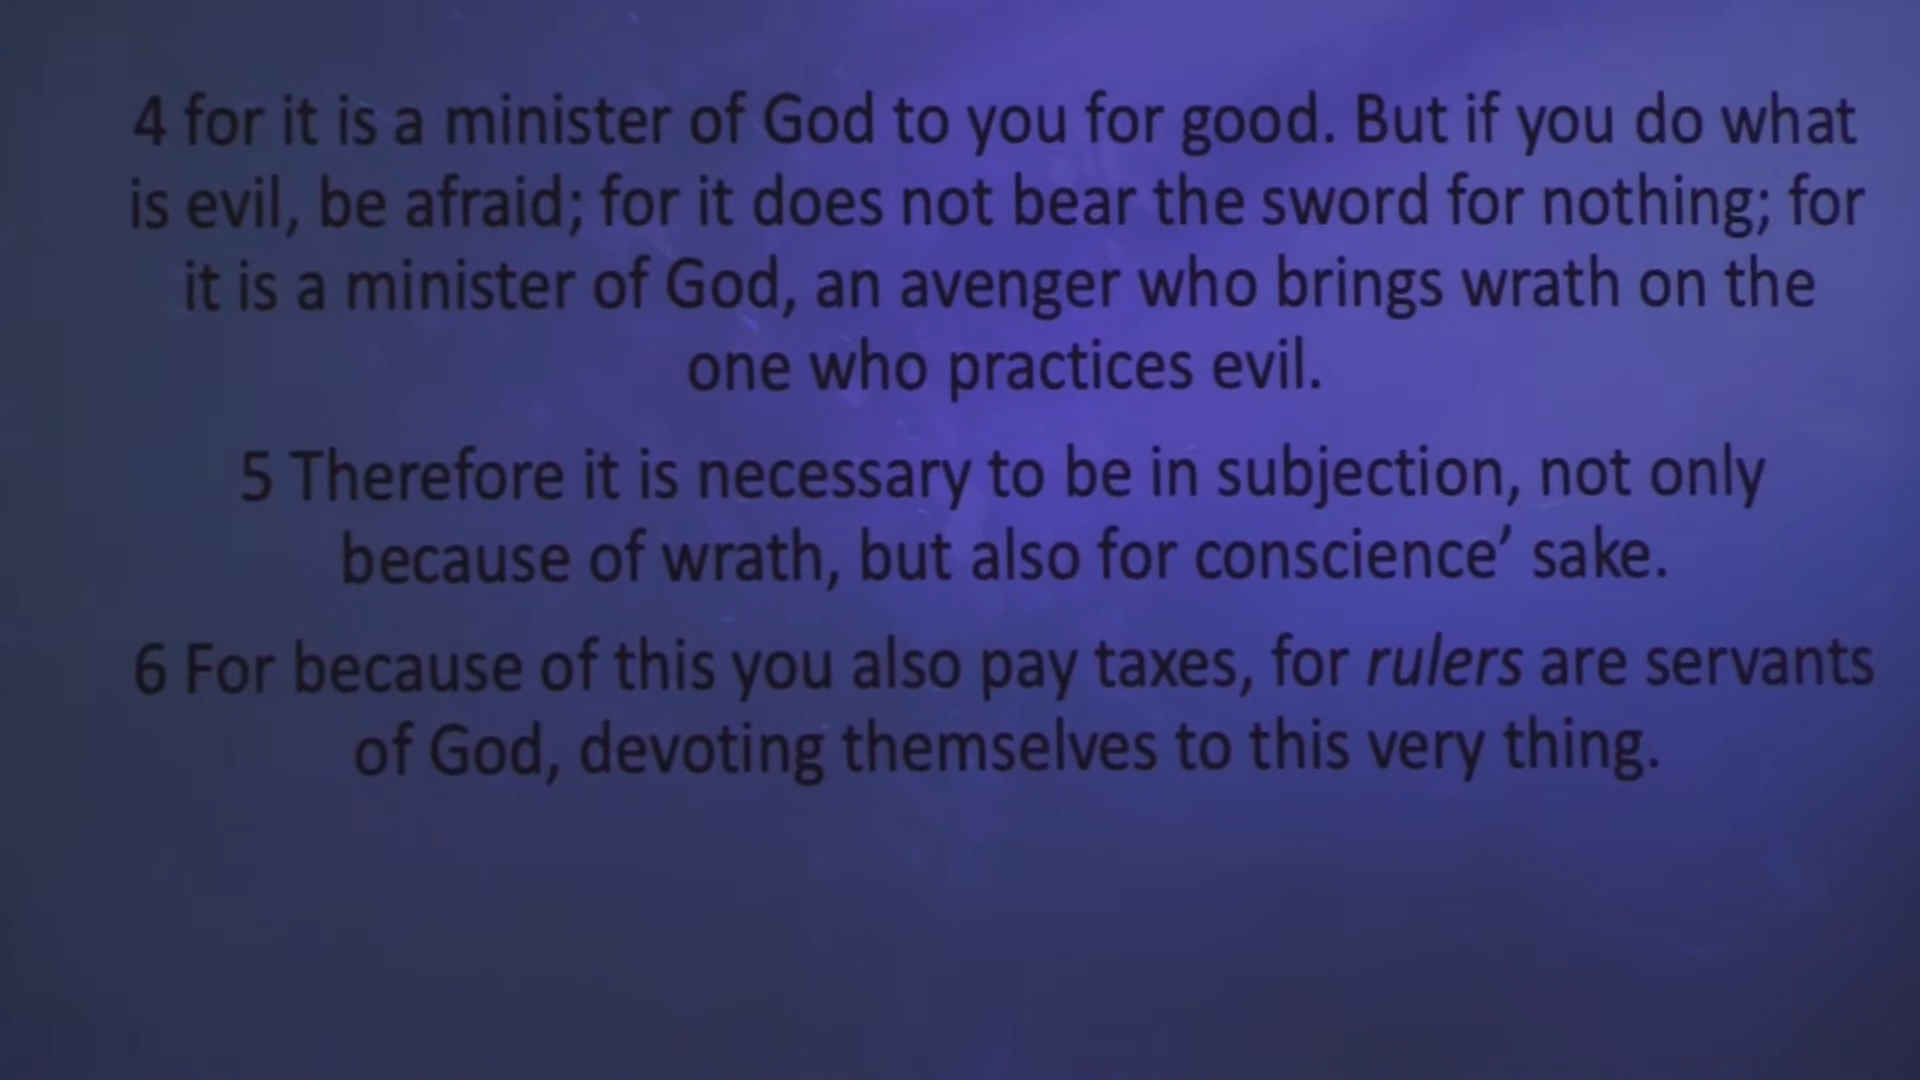 4 for it is a minister of God to you for good. But if you do what
is evil, be afraid; for it does not bear the sword for nothing; for
it is a minister of God, an avenger who brings wrath on the
one who practices evil.
5 Therefore it is necessary to be in subjection, not only
because of wrath, but also for conscience’ sake.
6 For because of this you also pay taxes, for rulers are servants
of God, devoting themselves to this very thing.